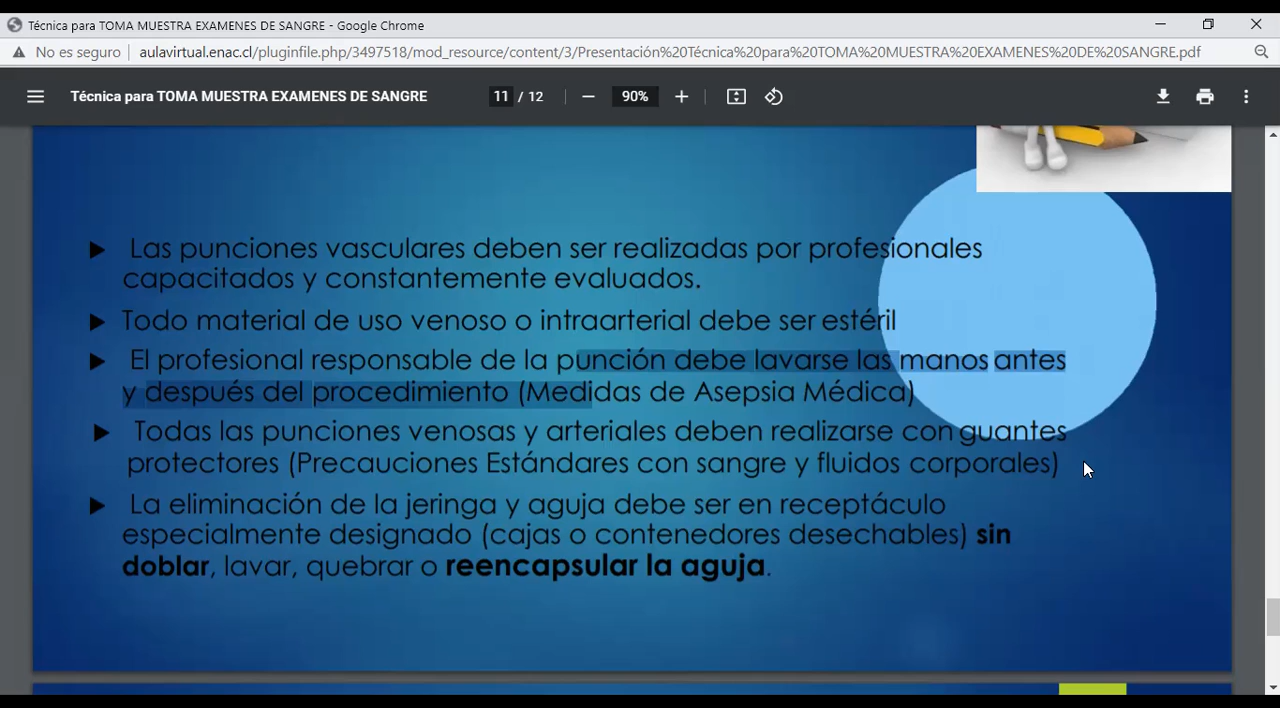 Técnica para TOMA MUESTRA EXAMENES DE SANGRE - Google Chrome
No es seguro aulavirtual.enac.cl/pluginfile.php/3497518/mod_resource/content/3/Presentación%20Técnica%20para%20TOMA%20MUESTRA%20EXAMENES%20DE%20SANGRE.pdf
Técnica para TOMA MUESTRA EXAMENES DE SANGRE 11 / 12 90%
Las punciones vasculares deben ser realizadas por profesionales
capacitados y constantemente evaluados.
Todo material de uso venoso o intraarterial debe ser estéril
El profesional responsable de la punción debe lavarse las manos antes
y después del procedimiento (Medidas de Asepsia Médica)
Todas las punciones venosas y arteriales deben realizarse con guantes
protectores (Precauciones Estándares con sangre y fluidos corporales)
La eliminación de la jeringa y aguja debe ser en receptáculo
especialmente designado (cajas o contenedores desechables) sin
doblar, lavar, quebrar o reencapsular la aguja.